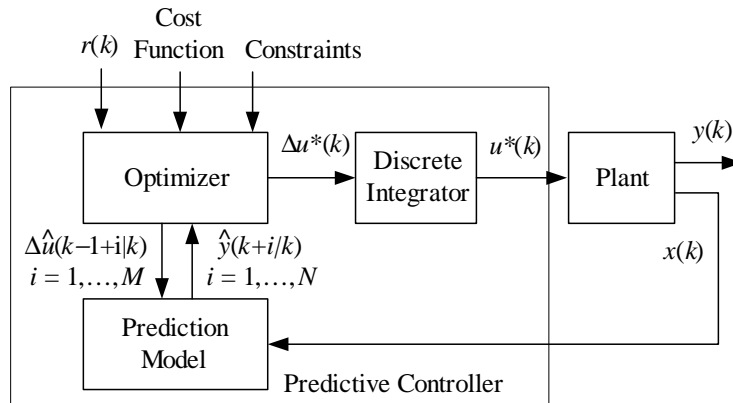 Cost
Function
r(k)
Constraints
Optimizer
Δu*(k)
Discrete
Integrator
u*(k)
Plant
y(k)
x(k)
Δû(k−1+i|k)
i = 1,…,M
ŷ(k+i/k)
i = 1,…,N
Prediction
Model
Predictive Controller